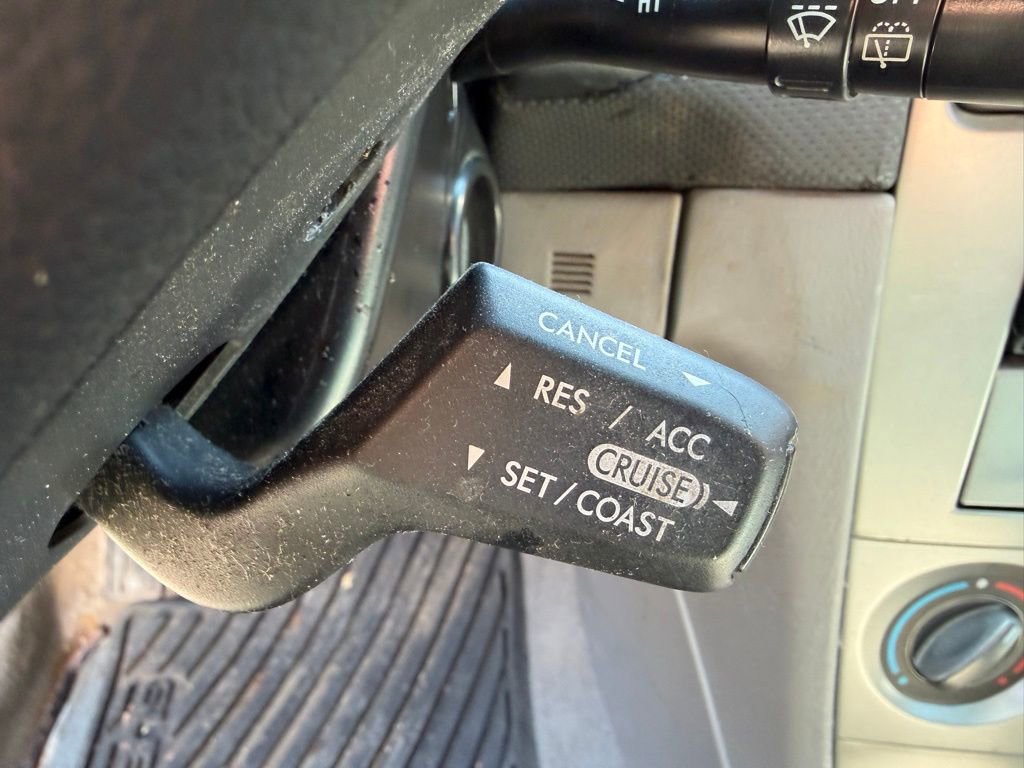 CANCEL
RES / ACC
CRUISE
SET / COAST